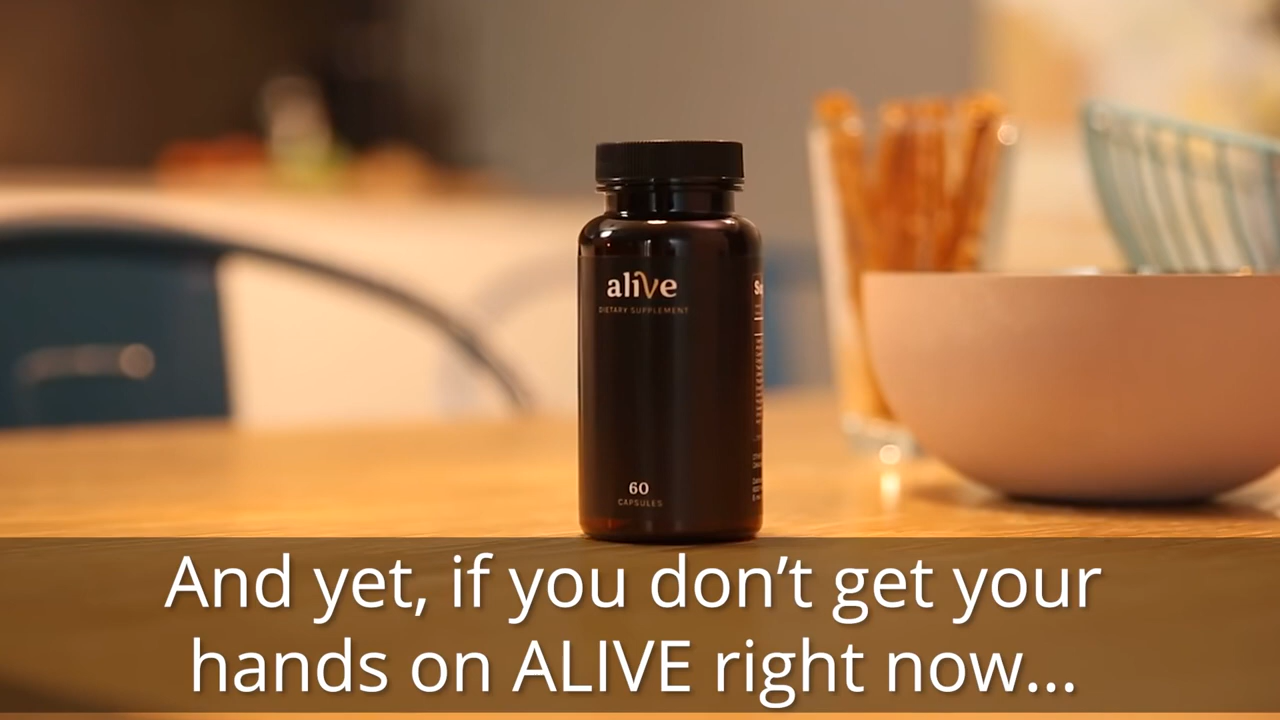 alive
DIETARY SUPPLEMENT
60
CAPSULES
And yet, if you don’t get your
hands on ALIVE right now...